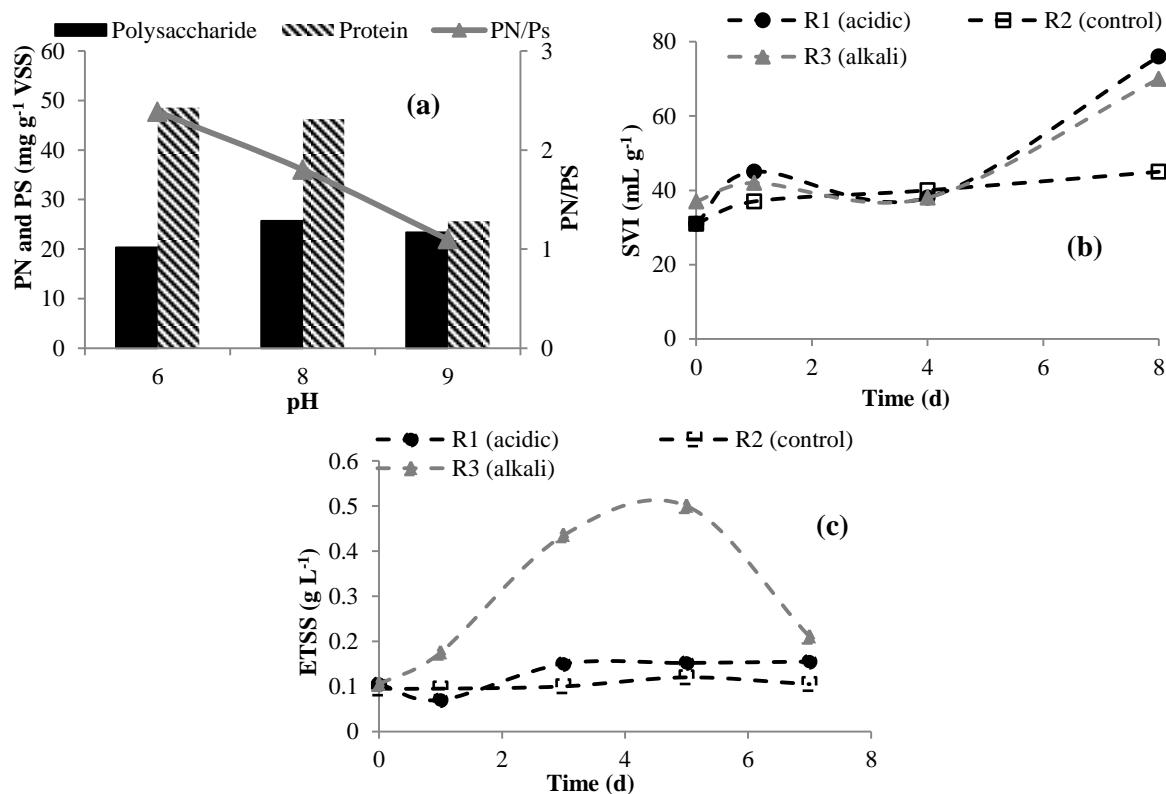 Polysaccharide Protein PN/Ps
60
50
40
30
20
10
0
PN and PS (mg g-1 VSS)
(a)
3
2
1
0
PN/PS
6 8 9
pH
R1 (acidic) R2 (control)
R3 (alkali)
80
60
40
20
0
SVI (mL g-1)
(b)
0 2 4 6 8
Time (d)
R1 (acidic) R2 (control)
R3 (alkali)
0.6
0.5
0.4
0.3
0.2
0.1
0
ETSS (g L-1)
(c)
0 2 4 6 8
Time (d)